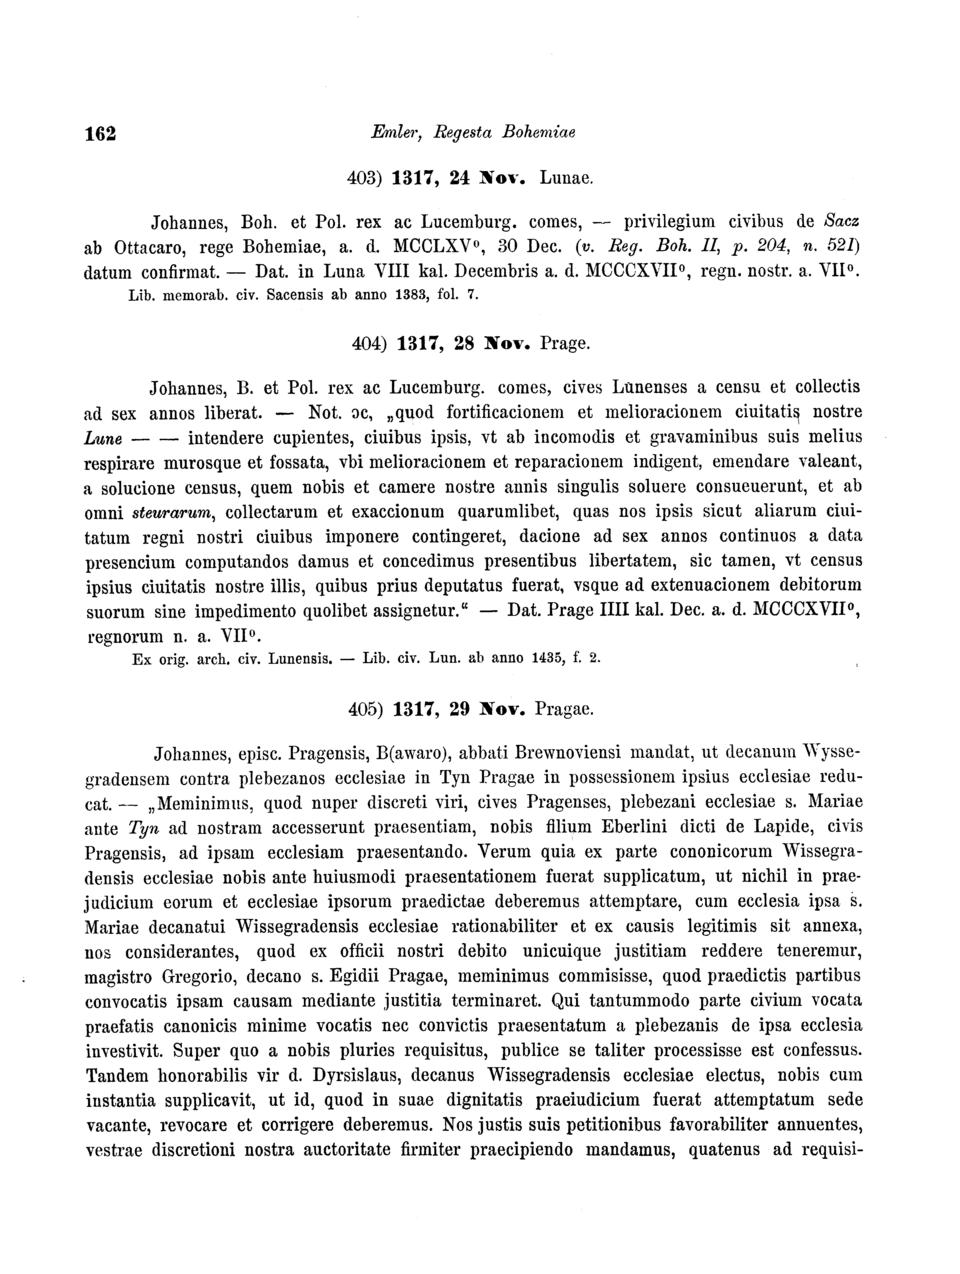 162 Emler, Regesta Bohemiae
403) 1317, 24 Nov. Lunae.
Johannes, Boh. et Pol. rex ac Lucemburg. comes, — privilegium civibus de Sacz
ab Ottacaro, rege Bohemiae, a. d. MCCLXV⁰, 30 Dec. (v. Reg. Boh. II, p. 204, n. 521)
datum confirmat. — Dat. in Luna VIII kal. Decembris a. d. MCCCXVII⁰, regn. nostr. a. VII⁰.
Lib. memorab. civ. Sacensis ab anno 1383, fol. 7.
404) 1317, 28 Nov. Prage.
Johannes, B. et Pol. rex ac Lucemburg. comes, cives Lunenses a censu et collectis
ad sex annos liberat. — Not. ɔc, „quod fortificacionem et melioracionem ciuitatis nostre
Lune — — intendere cupientes, ciuibus ipsis, vt ab incomodis et gravaminibus suis melius
respirare murosque et fossata, vbi melioracionem et reparacionem indigent, emendare valeant,
a solucione census, quem nobis et camere nostre annis singulis soluere consueuerunt, et ab
omni steurarum, collectarum et exaccionum quarumlibet, quas nos ipsis sicut aliarum ciui-
tatum regni nostri ciuibus imponere contingeret, dacione ad sex annos continuos a data
presencium computandos damus et concedimus presentibus libertatem, sic tamen, vt census
ipsius ciuitatis nostre illis, quibus prius deputatus fuerat, vsque ad extenuacionem debitorum
suorum sine impedimento quolibet assignetur.“ — Dat. Prage IIII kal. Dec. a. d. MCCCXVII⁰,
regnorum n. a. VII⁰.
Ex orig. arch. civ. Lunensis. — Lib. civ. Lun. ab anno 1435, f. 2.
405) 1317, 29 Nov. Pragae.
Johannes, episc. Pragensis, B(awaro), abbati Brewnoviensi mandat, ut decanum Wysse-
gradensem contra plebezanos ecclesiae in Tyn Pragae in possessionem ipsius ecclesiae redu-
cat. — „Meminimus, quod nuper discreti viri, cives Pragenses, plebezani ecclesiae s. Mariae
ante Tyn ad nostram accesserunt praesentiam, nobis filium Eberlini dicti de Lapide, civis
Pragensis, ad ipsam ecclesiam praesentando. Verum quia ex parte cononicorum Wissegra-
densis ecclesiae nobis ante huiusmodi praesentationem fuerat supplicatum, ut nichil in prae-
judicium eorum et ecclesiae ipsorum praedictae deberemus attemptare, cum ecclesia ipsa s.
Mariae decanatui Wissegradensis ecclesiae rationabiliter et ex causis legitimis sit annexa,
nos considerantes, quod ex officii nostri debito unicuique justitiam reddere teneremur,
magistro Gregorio, decano s. Egidii Pragae, meminimus commisisse, quod praedictis partibus
convocatis ipsam causam mediante justitia terminaret. Qui tantummodo parte civium vocata
praefatis canonicis minime vocatis nec convictis praesentatum a plebezanis de ipsa ecclesia
investivit. Super quo a nobis pluries requisitus, publice se taliter processisse est confessus.
Tandem honorabilis vir d. Dyrsislaus, decanus Wissegradensis ecclesiae electus, nobis cum
instantia supplicavit, ut id, quod in suae dignitatis praeiudicium fuerat attemptatum sede
vacante, revocare et corrigere deberemus. Nos justis suis petitionibus favorabiliter annuentes,
vestrae discretioni nostra auctoritate firmiter praecipiendo mandamus, quatenus ad requisi-